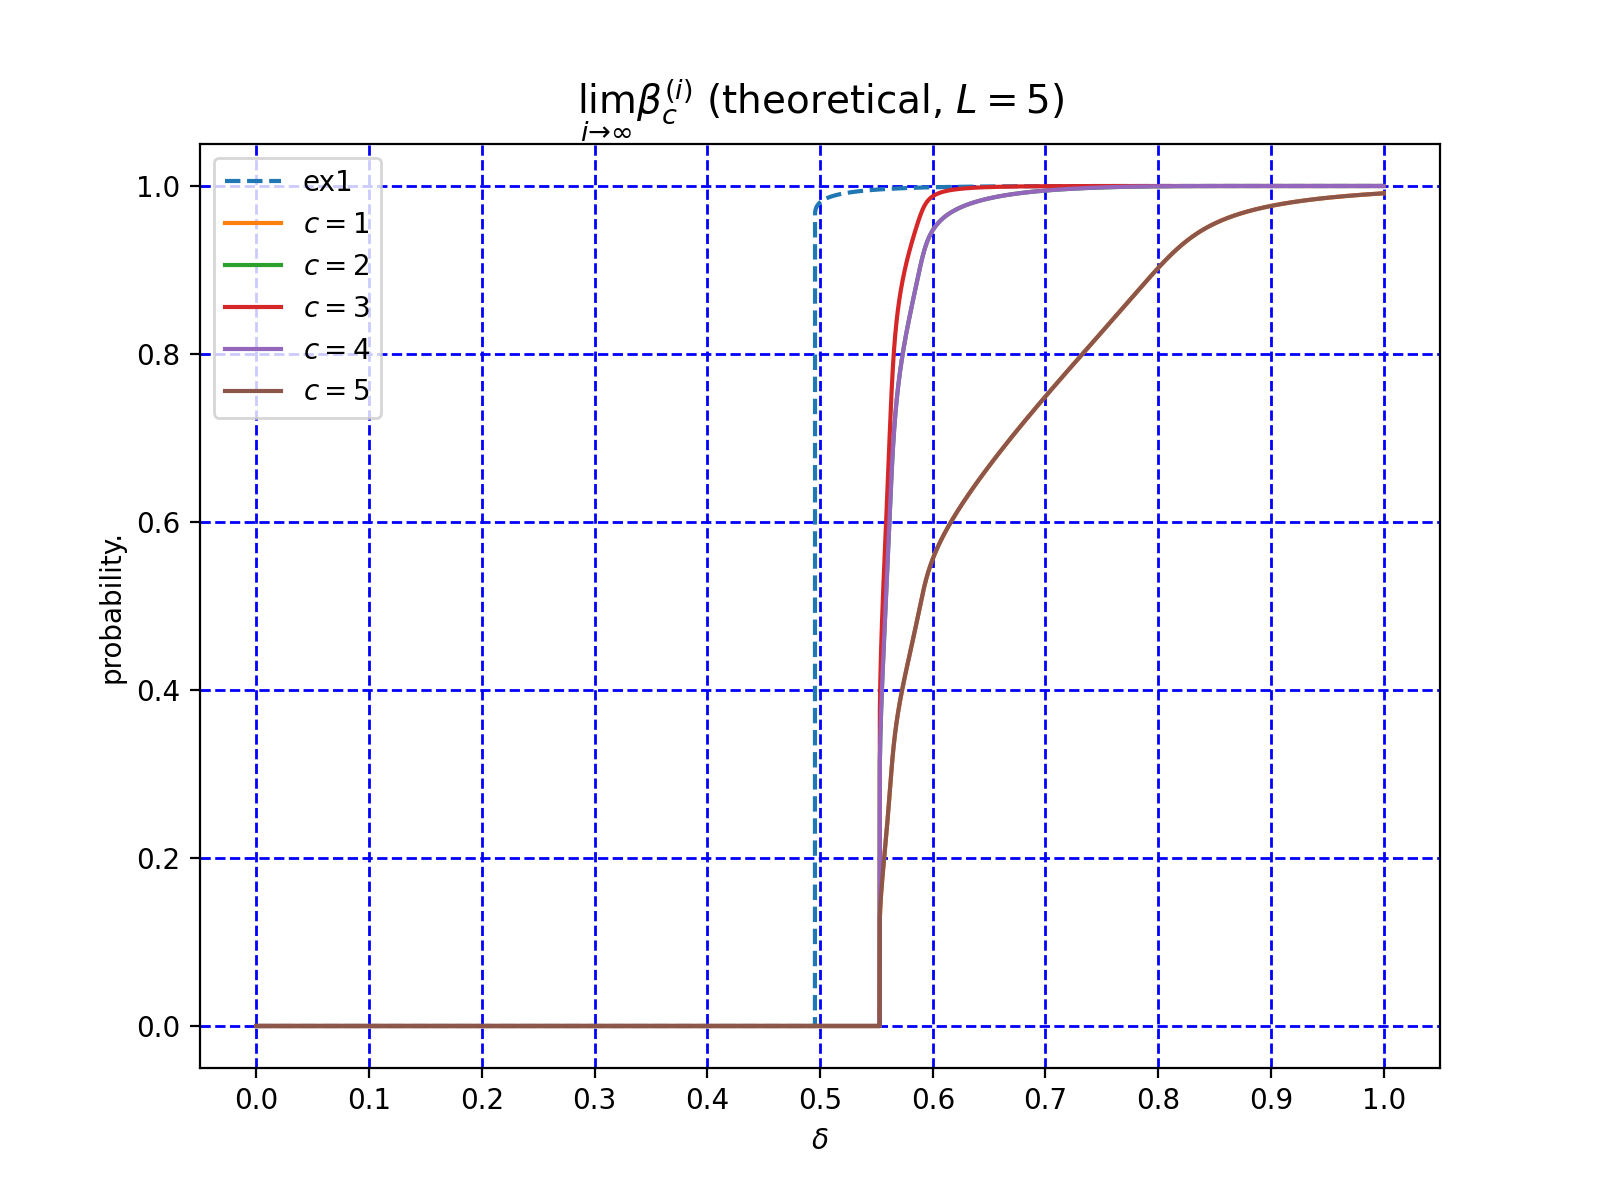 lim β_c^(i) (theoretical, L = 5)
i→∞
ex1
c = 1
c = 2
c = 3
c = 4
c = 5
1.0
0.8
0.6
0.4
0.2
0.0
probability.
0.0 0.1 0.2 0.3 0.4 0.5 0.6 0.7 0.8 0.9 1.0
δ